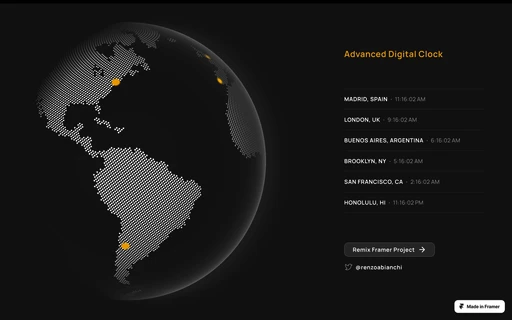 Advanced Digital Clock
MADRID, SPAIN - 11:16:02 AM
LONDON, UK - 9:16:02 AM
BUENOS AIRES, ARGENTINA - 6:16:02 AM
BROOKLYN, NY - 5:16:02 AM
SAN FRANCISCO, CA - 2:16:02 AM
HONOLULU, HI - 11:16:02 PM
Remix Framer Project →
@renzoabianchi
Made in Framer